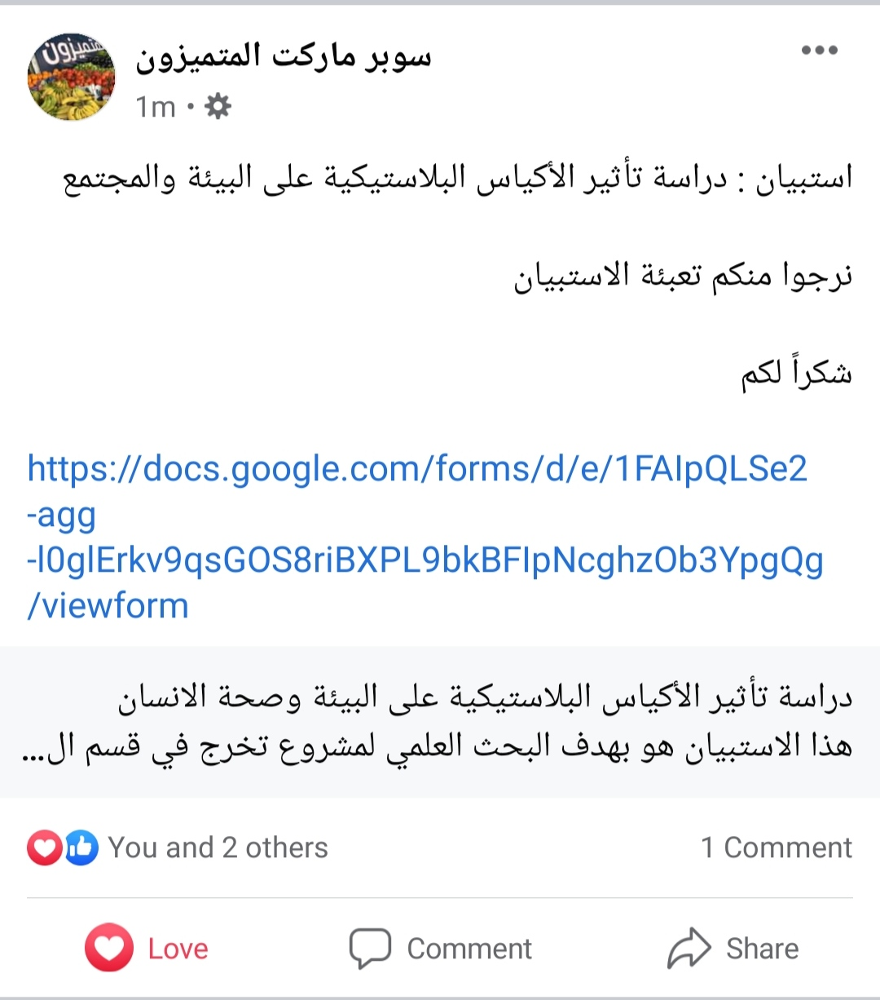 متميزون
سوبر ماركت المتميزون
1m
استبيان : دراسة تأثير الأكياس البلاستيكية على البيئة والمجتمع
نرجوا منكم تعبئة الاستبيان
شكراً لكم
https://docs.google.com/forms/d/e/1FAIpQLSe2
-agg
-l0glErkv9qsGOS8riBXPL9bkBFIpNcghzOb3YpgQg
/viewform
دراسة تأثير الأكياس البلاستيكية على البيئة وصحة الانسان
هذا الاستبيان هو بهدف البحث العلمي لمشروع تخرج في قسم ال...
You and 2 others
1 Comment
Love
Comment
Share